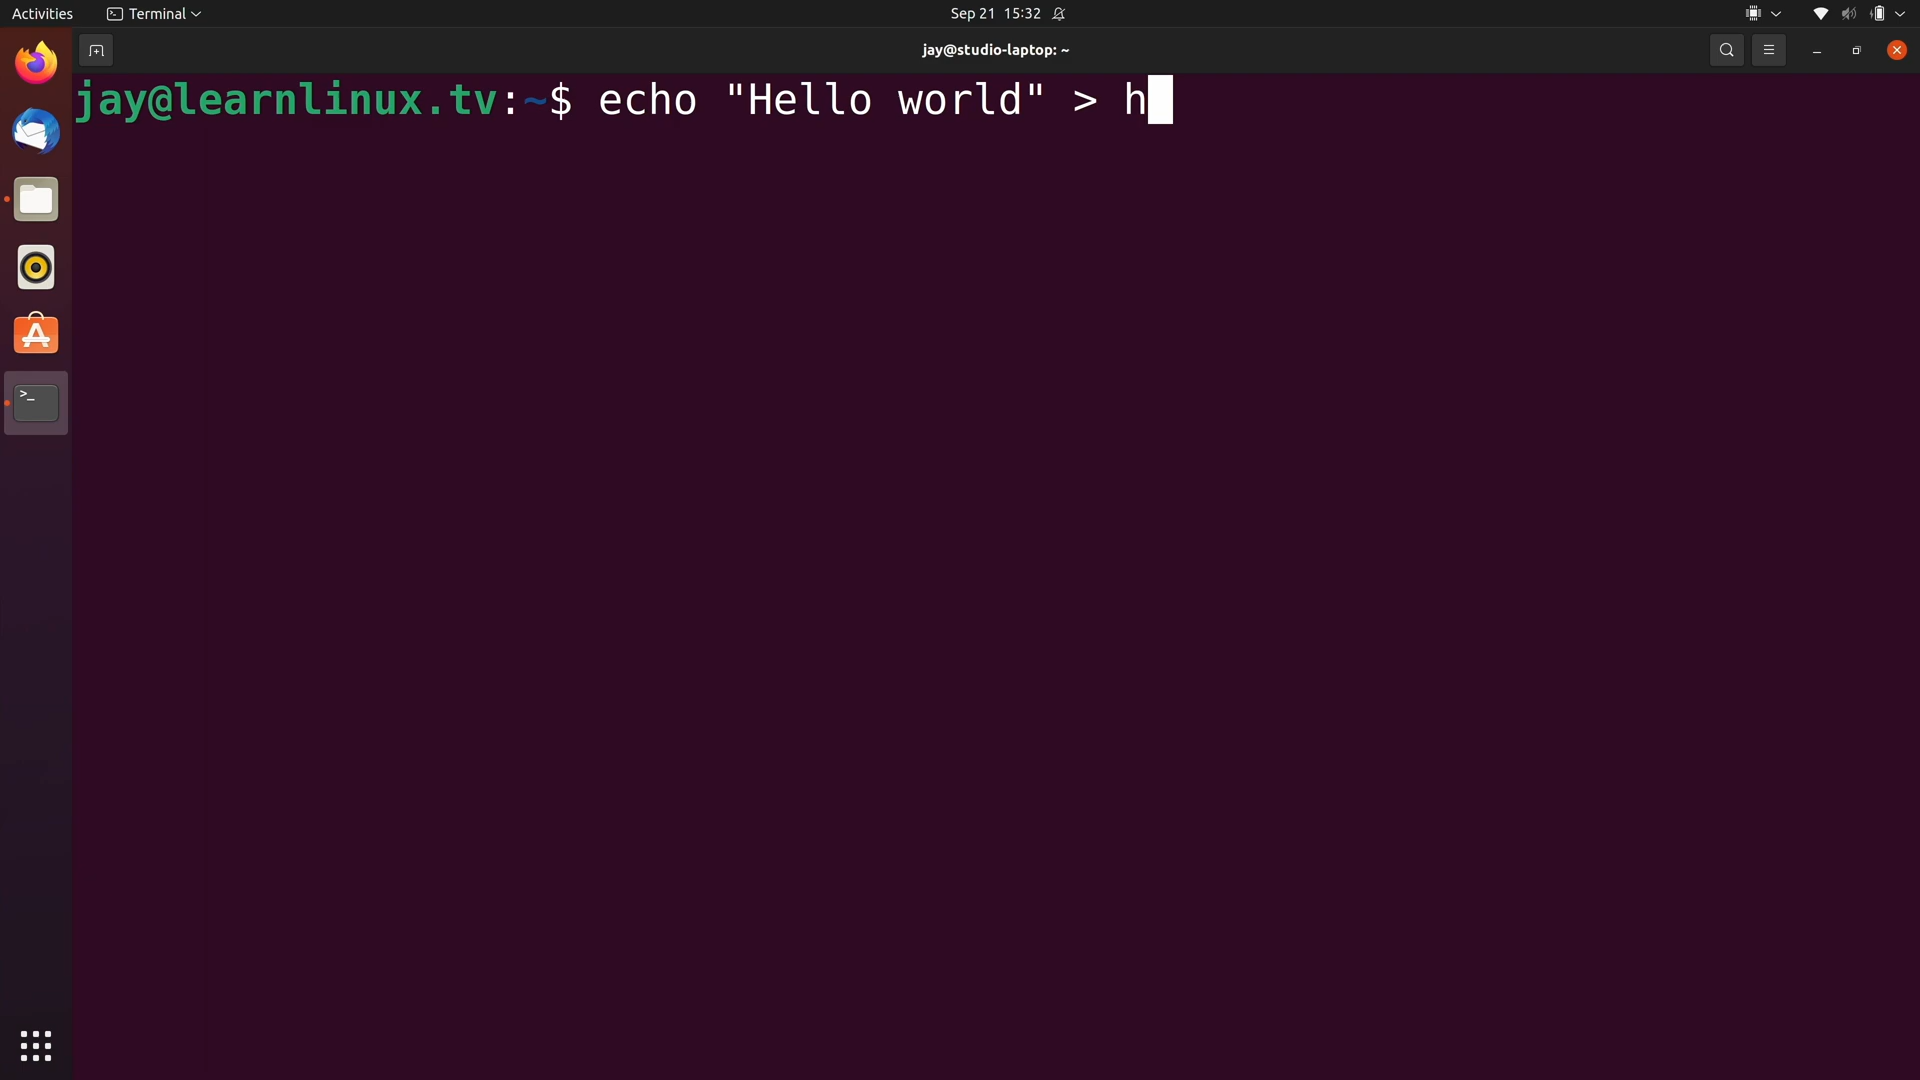 Activities Terminal Sep 21 15:32
jay@studio-laptop: ~
jay@learnlinux.tv:~$ echo "Hello world" > h